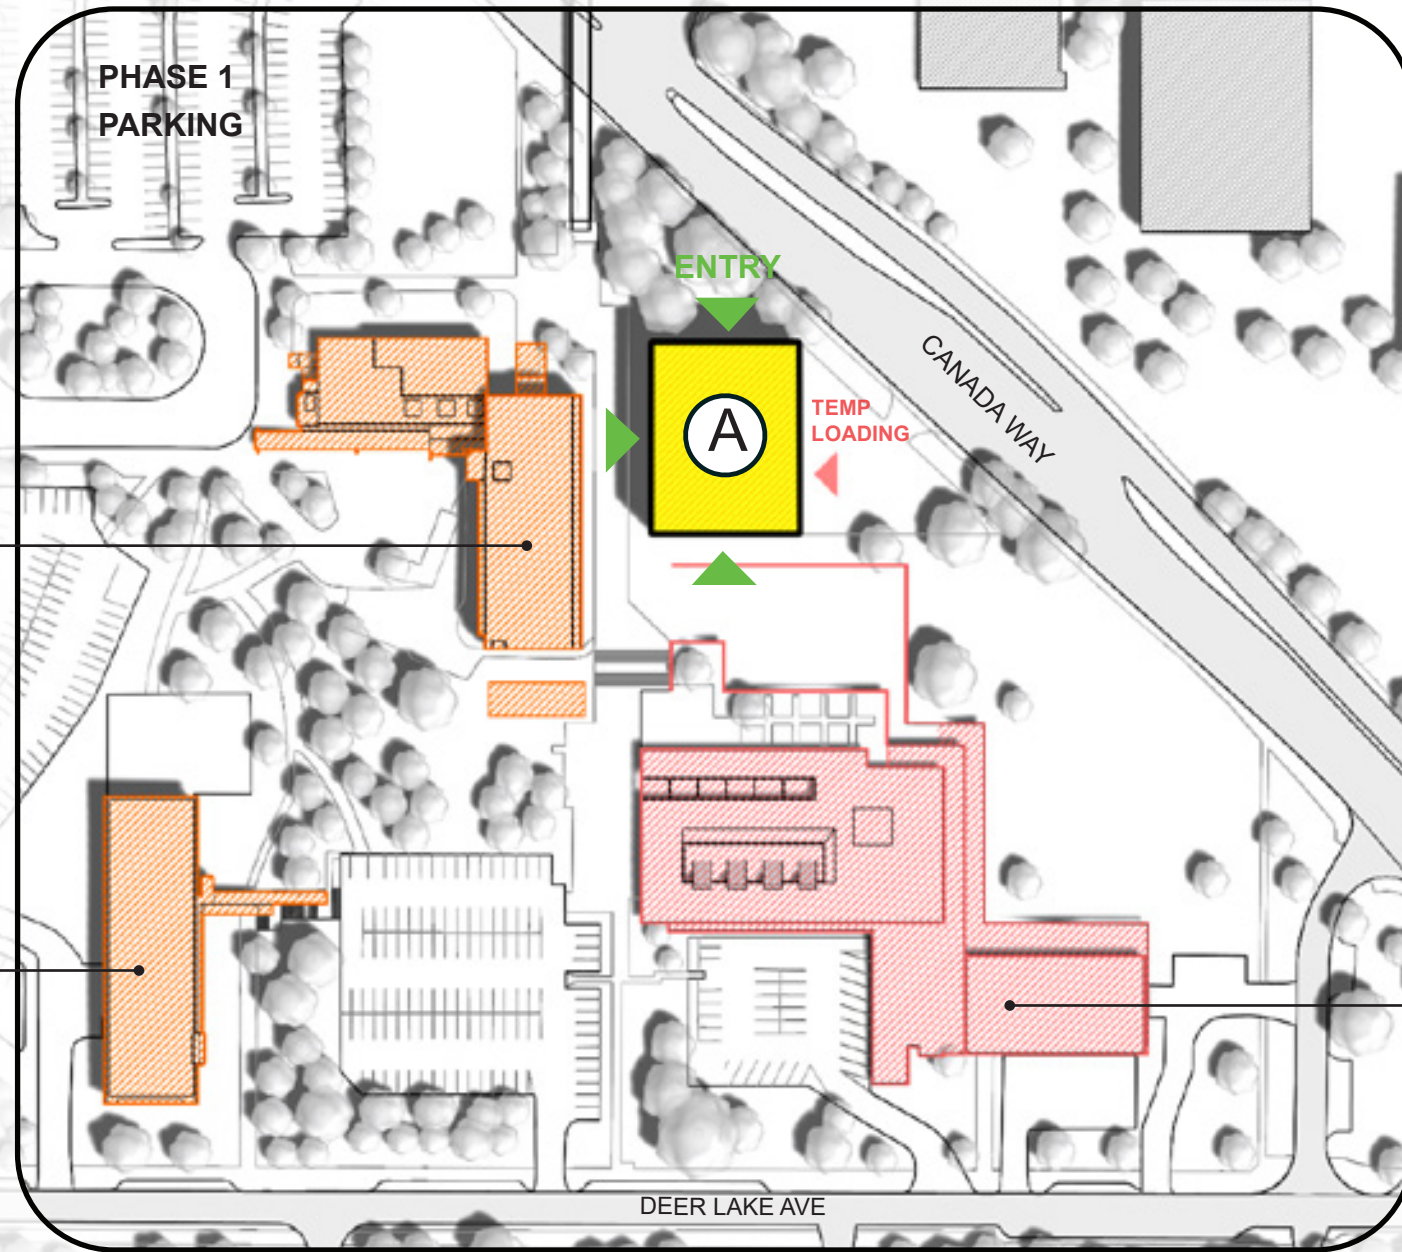 PHASE 1
PARKING
ENTRY
CANADA WAY
TEMP
LOADING
A
DEER LAKE AVE